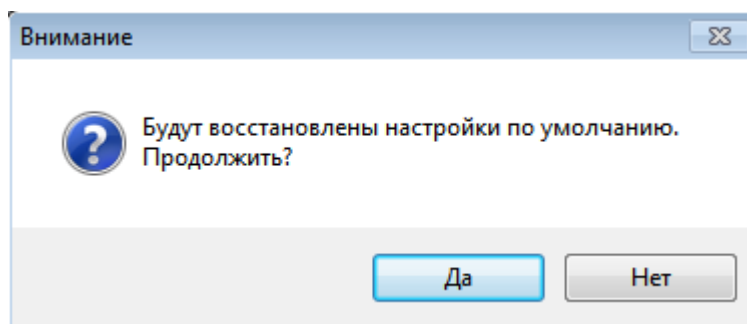 Внимание
Будут восстановлены настройки по умолчанию.
Продолжить?
Да Нет